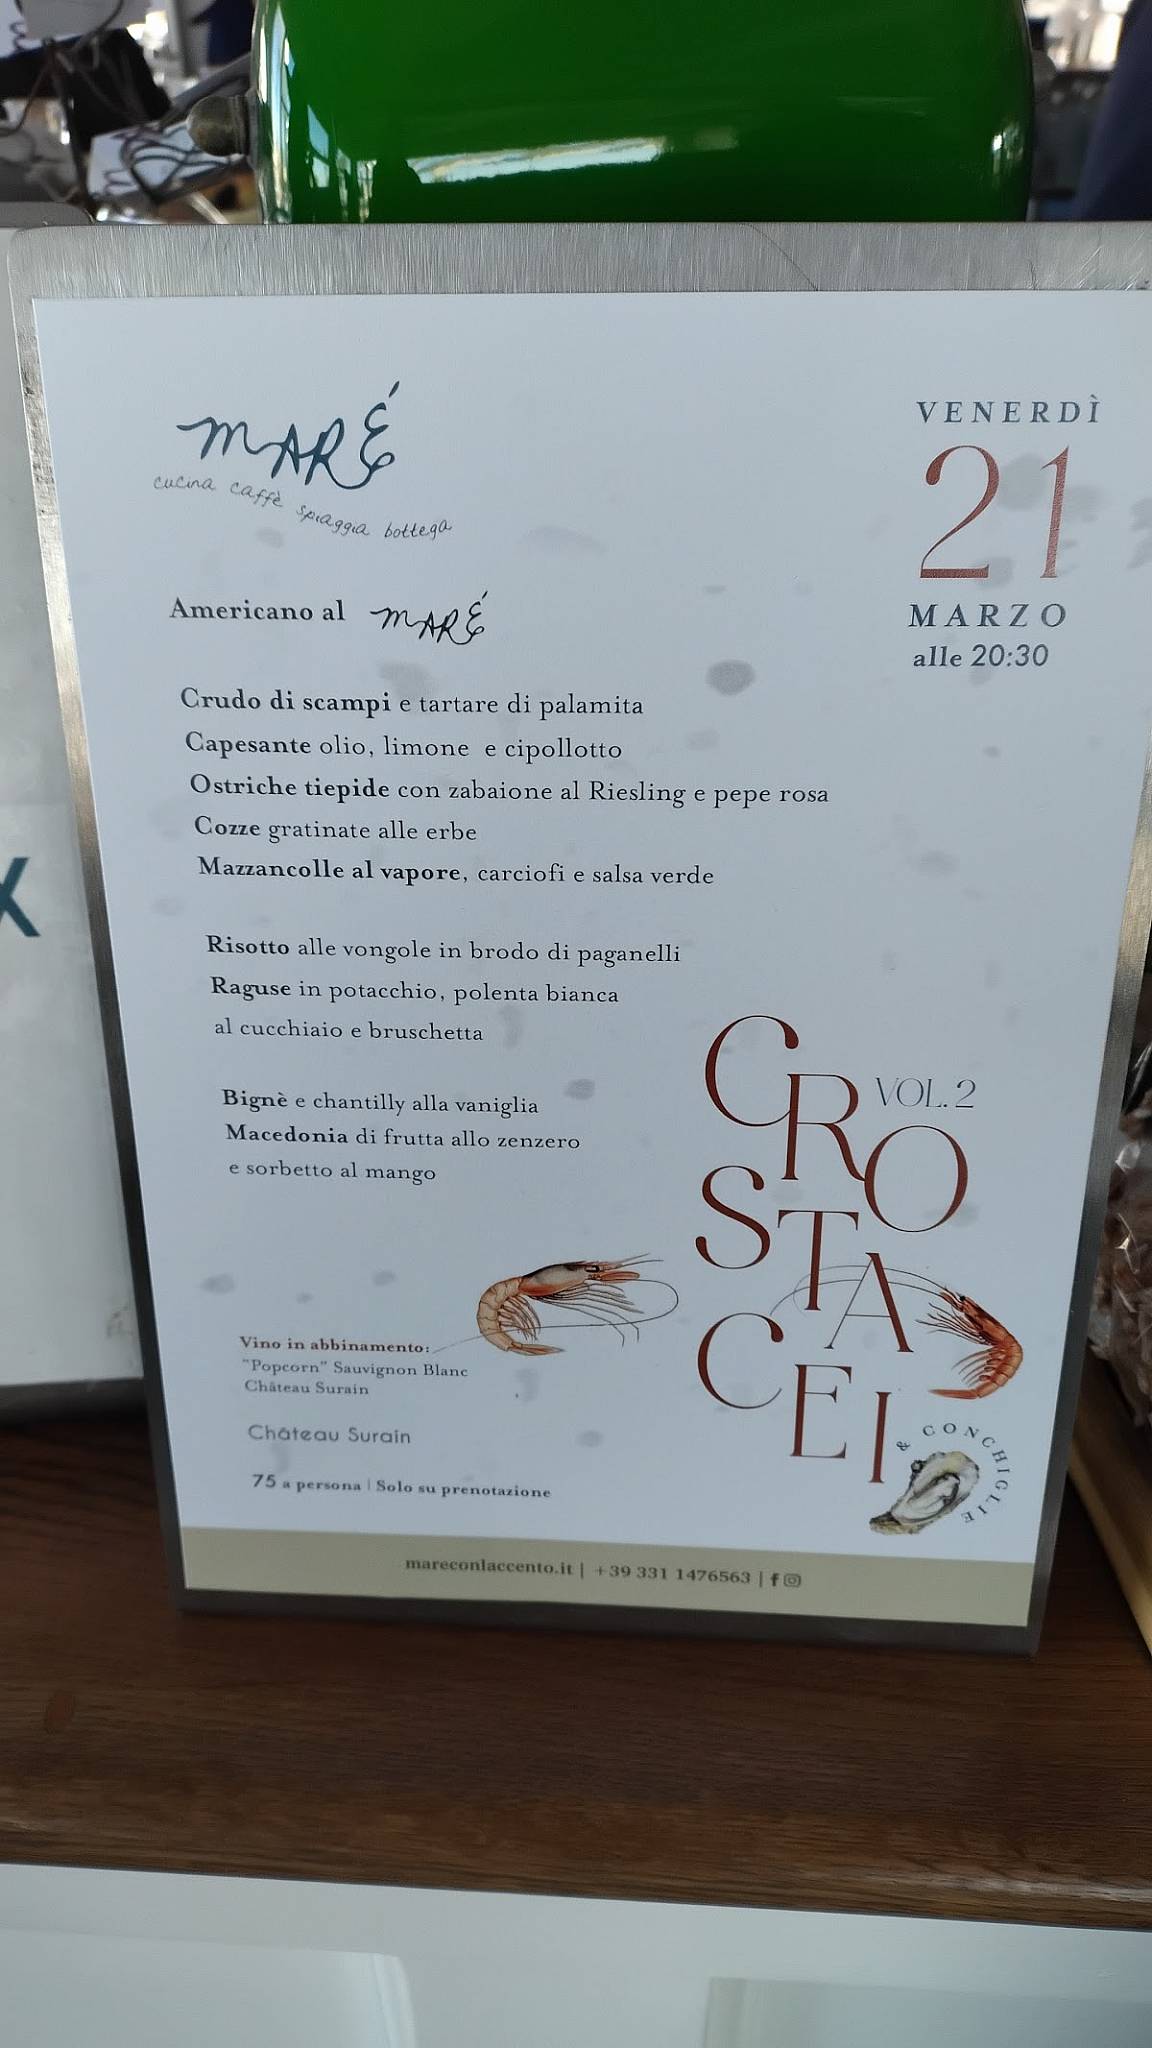 MARÉ
cucina caffè spiaggia bottega
VENERDÌ
21
MARZO
alle 20:30
Americano al MARÉ
Crudo di scampi e tartare di palamita
Capesante olio, limone e cipollotto
Ostriche tiepide con zabaione al Riesling e pepe rosa
Cozze gratinate alle erbe
Mazzancolle al vapore, carciofi e salsa verde
Risotto alle vongole in brodo di paganelli
Raguse in potacchio, polenta bianca
al cucchiaio e bruschetta
Bignè e chantilly alla vaniglia
Macedonia di frutta allo zenzero
e sorbetto al mango
CROSTACEI
VOL. 2
& CONCHIGLIE
Vino in abbinamento:
"Popcorn" Sauvignon Blanc
Château Surain
Château Surain
75 a persona | Solo su prenotazione
mareconlaccento.it | +39 331 1476563 |
X